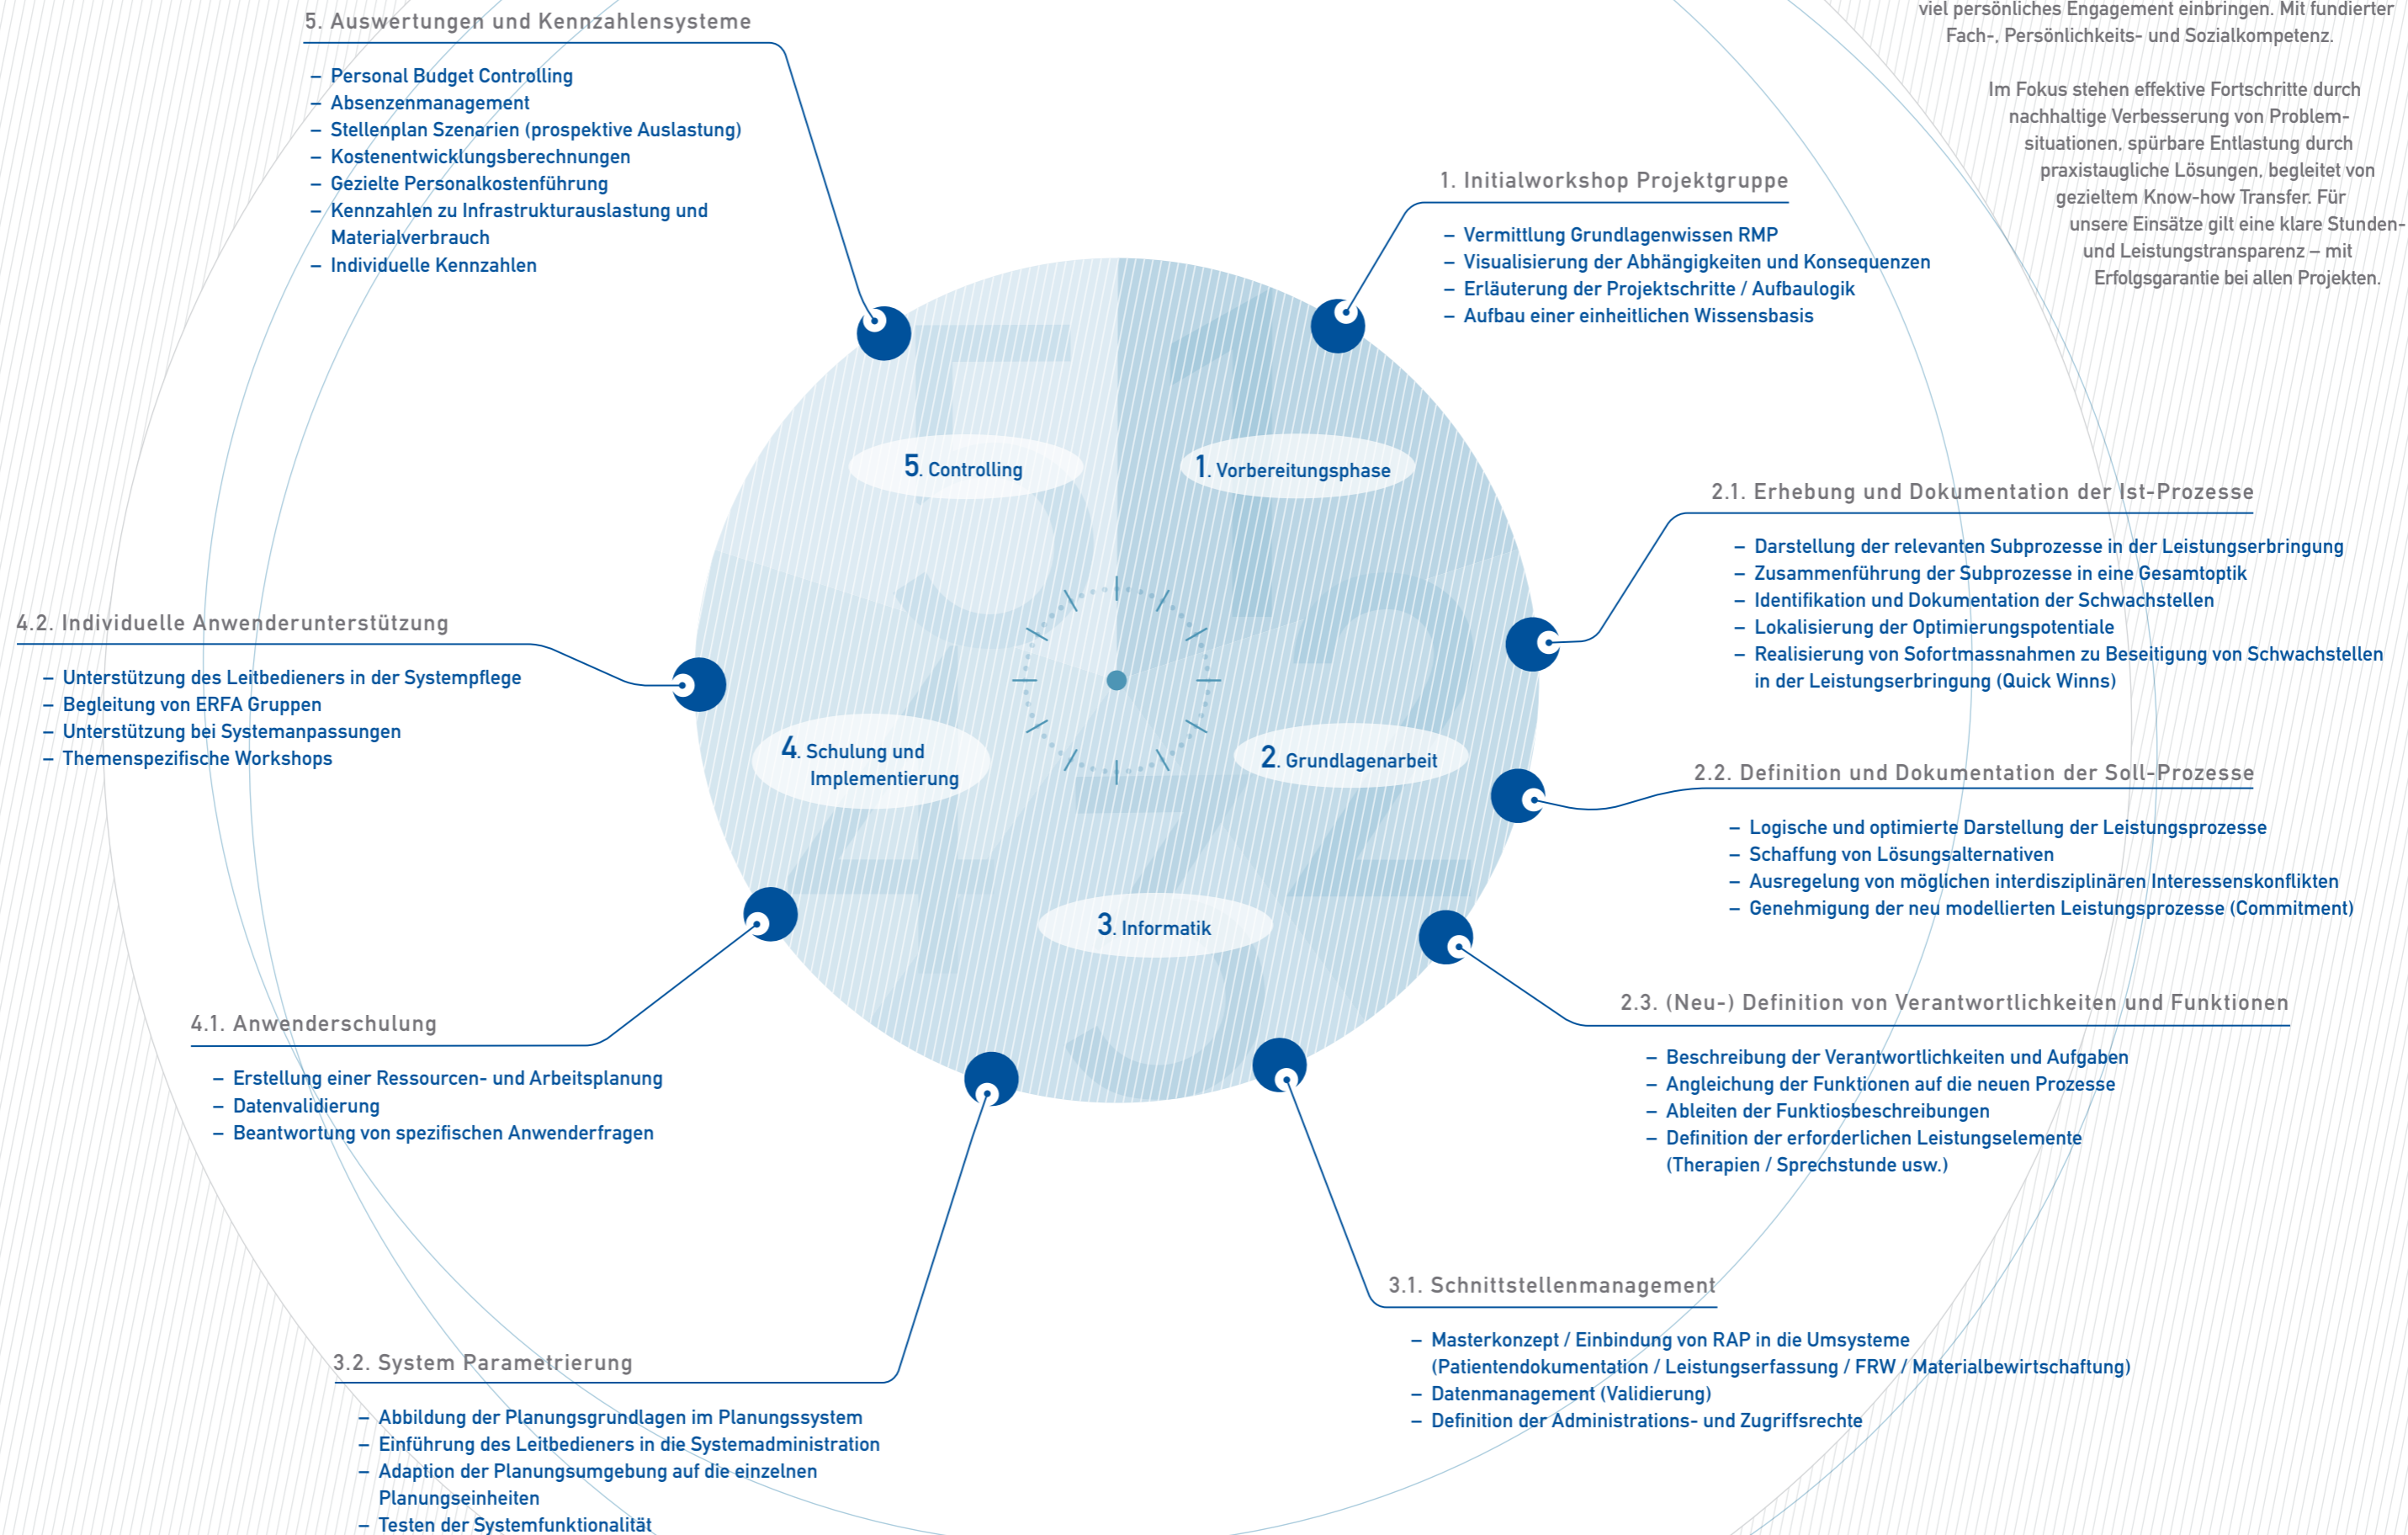 viel persönliches Engagement einbringen. Mit fundierter
Fach-, Persönlichkeits- und Sozialkompetenz.
Im Fokus stehen effektive Fortschritte durch
nachhaltige Verbesserung von Problem-
situationen, spürbare Entlastung durch
praxistaugliche Lösungen, begleitet von
gezieltem Know-how Transfer. Für
unsere Einsätze gilt eine klare Stunden-
und Leistungstransparenz – mit
Erfolgsgarantie bei allen Projekten.
5. Auswertungen und Kennzahlensysteme
– Personal Budget Controlling
– Absenzenmanagement
– Stellenplan Szenarien (prospektive Auslastung)
– Kostenentwicklungsberechnungen
– Gezielte Personalkostenführung
– Kennzahlen zu Infrastrukturauslastung und
Materialverbrauch
– Individuelle Kennzahlen
1. Initialworkshop Projektgruppe
– Vermittlung Grundlagenwissen RMP
– Visualisierung der Abhängigkeiten und Konsequenzen
– Erläuterung der Projektschritte / Aufbaulogik
– Aufbau einer einheitlichen Wissensbasis
5
1
5. Controlling
1. Vorbereitungsphase
2.1. Erhebung und Dokumentation der Ist-Prozesse
– Darstellung der relevanten Subprozesse in der Leistungserbringung
– Zusammenführung der Subprozesse in eine Gesamtoptik
– Identifikation und Dokumentation der Schwachstellen
– Lokalisierung der Optimierungspotentiale
– Realisierung von Sofortmassnahmen zu Beseitigung von Schwachstellen
in der Leistungserbringung (Quick Winns)
4.2. Individuelle Anwenderunterstützung
– Unterstützung des Leitbedieners in der Systempflege
– Begleitung von ERFA Gruppen
– Unterstützung bei Systemanpassungen
– Themenspezifische Workshops
4
2
4. Schulung und
Implementierung
2. Grundlagenarbeit
2.2. Definition und Dokumentation der Soll-Prozesse
– Logische und optimierte Darstellung der Leistungsprozesse
– Schaffung von Lösungsalternativen
– Ausregelung von möglichen interdisziplinären Interessenskonflikten
– Genehmigung der neu modellierten Leistungsprozesse (Commitment)
3
3. Informatik
2.3. (Neu-) Definition von Verantwortlichkeiten und Funktionen
– Beschreibung der Verantwortlichkeiten und Aufgaben
– Angleichung der Funktionen auf die neuen Prozesse
– Ableiten der Funktiosbeschreibungen
– Definition der erforderlichen Leistungselemente
(Therapien / Sprechstunde usw.)
4.1. Anwenderschulung
– Erstellung einer Ressourcen- und Arbeitsplanung
– Datenvalidierung
– Beantwortung von spezifischen Anwenderfragen
3.1. Schnittstellenmanagement
– Masterkonzept / Einbindung von RAP in die Umsysteme
(Patientendokumentation / Leistungserfassung / FRW / Materialbewirtschaftung)
– Datenmanagement (Validierung)
– Definition der Administrations- und Zugriffsrechte
3.2. System Parametrierung
– Abbildung der Planungsgrundlagen im Planungssystem
– Einführung des Leitbedieners in die Systemadministration
– Adaption der Planungsumgebung auf die einzelnen
Planungseinheiten
– Testen der Systemfunktionalität